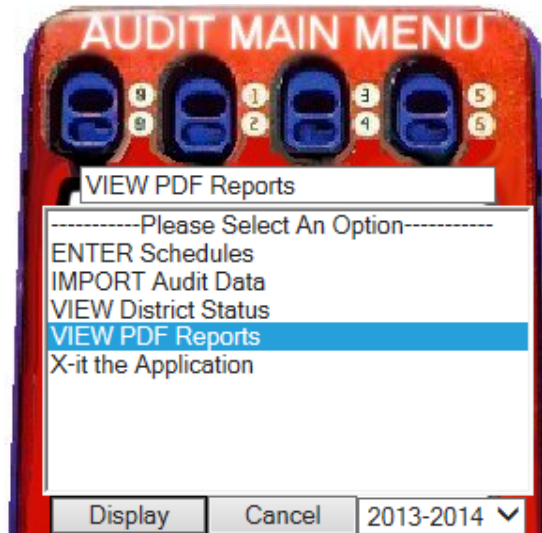 AUDIT MAIN MENU
9 1 3 5
8 2 4 6
VIEW PDF Reports
-----------Please Select An Option-----------
ENTER Schedules
IMPORT Audit Data
VIEW District Status
VIEW PDF Reports
X-it the Application
Display Cancel 2013-2014